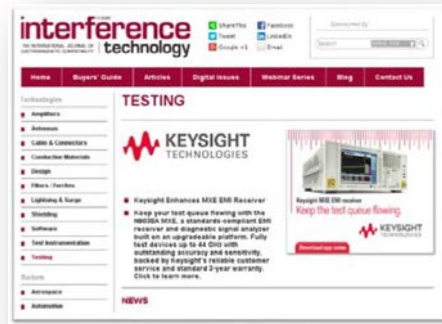 interference
technology
THE INTERNATIONAL JOURNAL OF
ELECTROMAGNETIC COMPATIBILITY
ShareThis
Facebook
Tweet
LinkedIn
Google +1
Email
Sponsored by
Search
Home
Buyers' Guide
Articles
Digital Issues
Webinar Series
Blog
Contact Us
Technologies
Amplifiers
Antennas
Cable & Connectors
Conductive Materials
Design
Filters / Ferrites
Lightning & Surge
Shielding
Software
Test Instrumentation
Testing
Sectors
Aerospace
Automotive
TESTING
KEYSIGHT
TECHNOLOGIES
Keysight Enhances MXE EMI Receiver
Keep your test queue flowing with the
N9038A MXE, a standards-compliant EMI
receiver and diagnostic signal analyzer
built on an upgradeable platform. Fully
test devices up to 44 GHz with
outstanding accuracy and sensitivity,
backed by Keysight's reliable customer
service and standard 3-year warranty.
Click to learn more.
Keysight MXE EMI receiver
Keep the test queue flowing.
Download app notes
KEYSIGHT
TECHNOLOGIES
NEWS